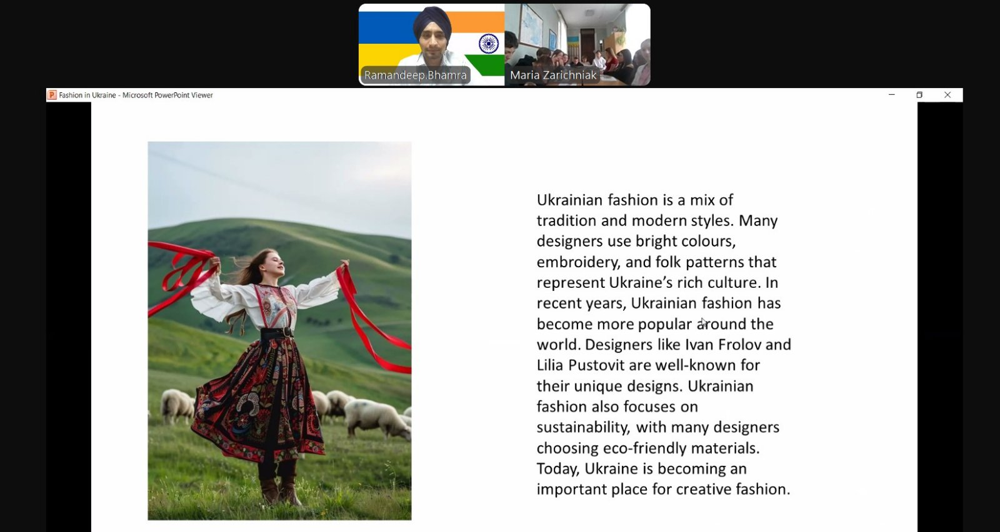 Ramandeep.Bhamra
Maria Zarichniak
Fashion in Ukraine - Microsoft PowerPoint Viewer
Ukrainian fashion is a mix of
tradition and modern styles. Many
designers use bright colours,
embroidery, and folk patterns that
represent Ukraine’s rich culture. In
recent years, Ukrainian fashion has
become more popular around the
world. Designers like Ivan Frolov and
Lilia Pustovit are well-known for
their unique designs. Ukrainian
fashion also focuses on
sustainability, with many designers
choosing eco-friendly materials.
Today, Ukraine is becoming an
important place for creative fashion.